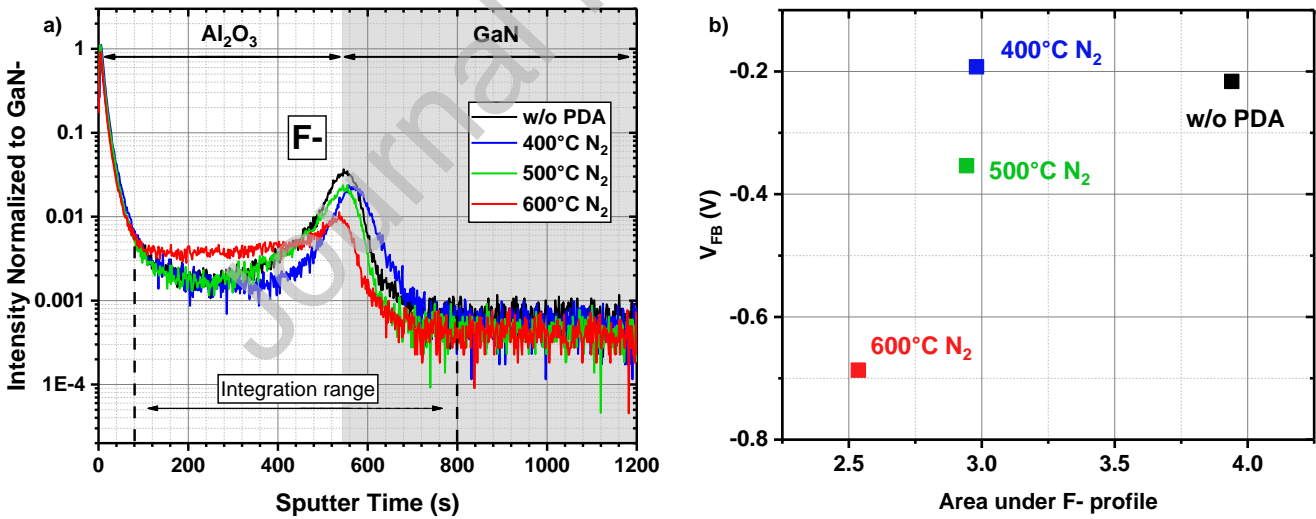 a)
Al2O3
GaN
1
0.1
0.01
0.001
1E-4
Intensity Normalized to GaN-
F-
w/o PDA
400°C N2
500°C N2
600°C N2
Journal
Integration range
0
200
400
600
800
1000
1200
Sputter Time (s)
b)
-0.2
-0.4
-0.6
-0.8
VFB (V)
400°C N2
w/o PDA
500°C N2
600°C N2
2.5
3.0
3.5
4.0
Area under F- profile